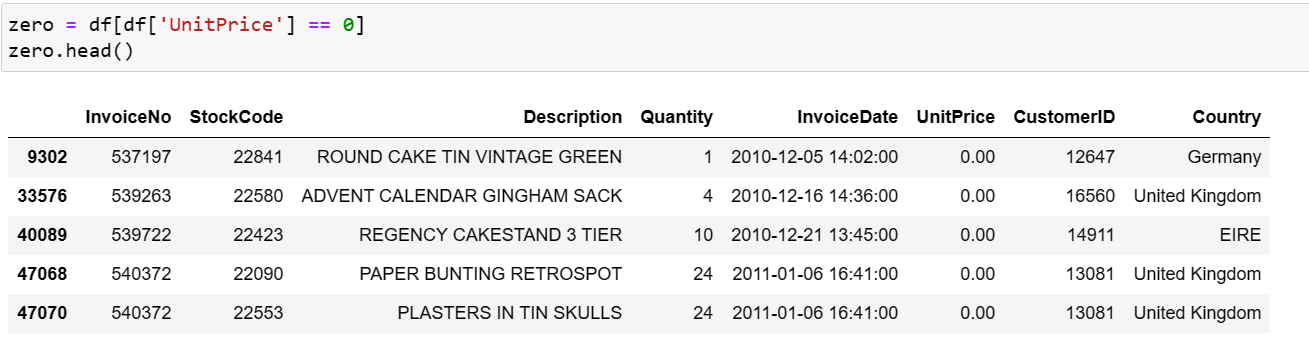 zero = df[df['UnitPrice'] == 0]
zero.head()
InvoiceNo StockCode Description Quantity InvoiceDate UnitPrice CustomerID Country
9302 537197 22841 ROUND CAKE TIN VINTAGE GREEN 1 2010-12-05 14:02:00 0.00 12647 Germany
33576 539263 22580 ADVENT CALENDAR GINGHAM SACK 4 2010-12-16 14:36:00 0.00 16560 United Kingdom
40089 539722 22423 REGENCY CAKESTAND 3 TIER 10 2010-12-21 13:45:00 0.00 14911 EIRE
47068 540372 22090 PAPER BUNTING RETROSPOT 24 2011-01-06 16:41:00 0.00 13081 United Kingdom
47070 540372 22553 PLASTERS IN TIN SKULLS 24 2011-01-06 16:41:00 0.00 13081 United Kingdom